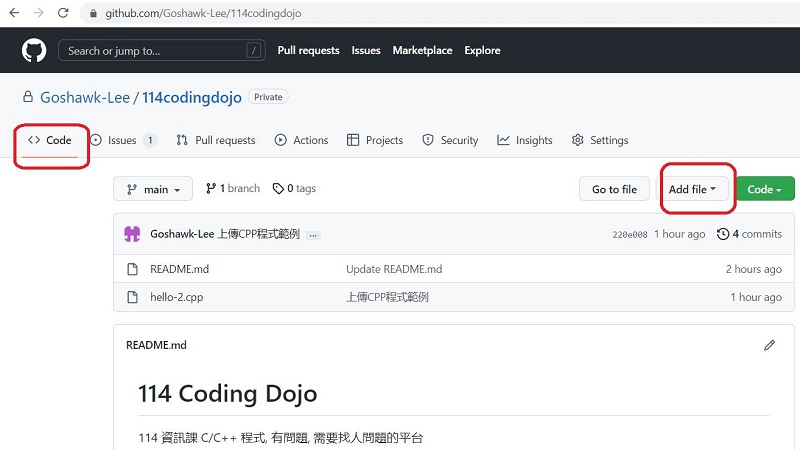 github.com/Goshawk-Lee/114codingdojo
Search or jump to... / Pull requests Issues Marketplace Explore
Goshawk-Lee / 114codingdojo Private
<> Code Issues 1 Pull requests Actions Projects Security Insights Settings
main 1 branch 0 tags Go to file Add file Code
Goshawk-Lee 上傳CPP程式範例 ... 220e008 1 hour ago 4 commits
README.md Update README.md 2 hours ago
hello-2.cpp 上傳CPP程式範例 1 hour ago
README.md
114 Coding Dojo
114 資訊課 C/C++ 程式, 有問題, 需要找人問題的平台